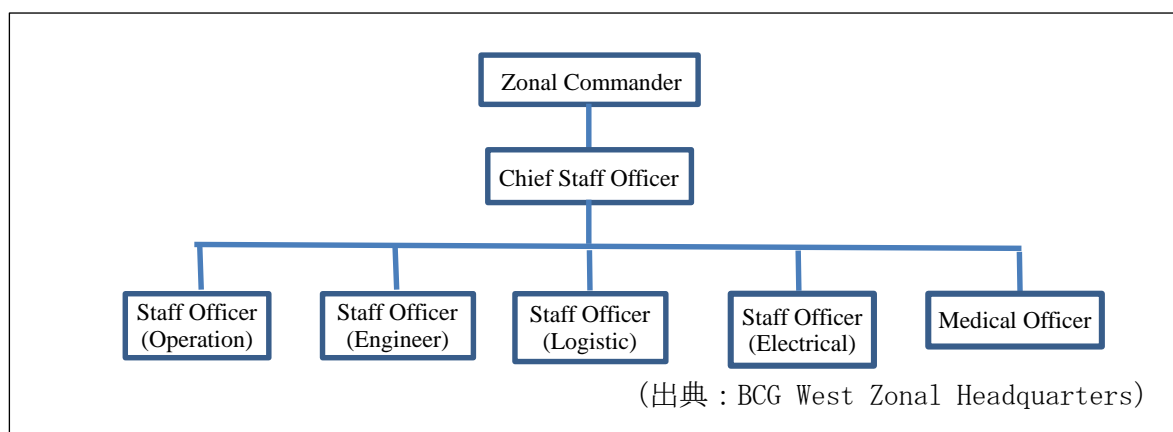 Zonal Commander
Chief Staff Officer
Staff Officer
(Operation)
Staff Officer
(Engineer)
Staff Officer
(Logistic)
Staff Officer
(Electrical)
Medical Officer
(出典：BCG West Zonal Headquarters)